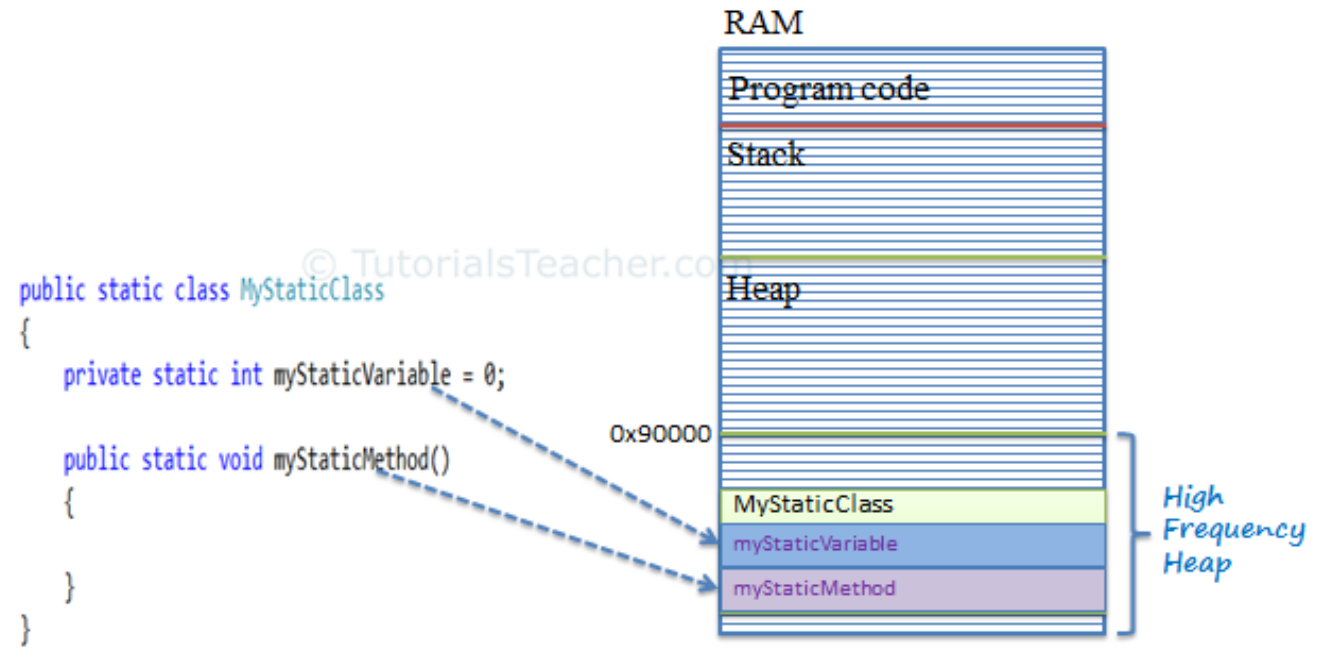 RAM
Program code
Stack
© TutorialsTeacher.com
Heap
public static class MyStaticClass
{
private static int myStaticVariable = 0;
public static void myStaticMethod()
{
}
}
0x90000
MyStaticClass
myStaticVariable
myStaticMethod
High
Frequency
Heap